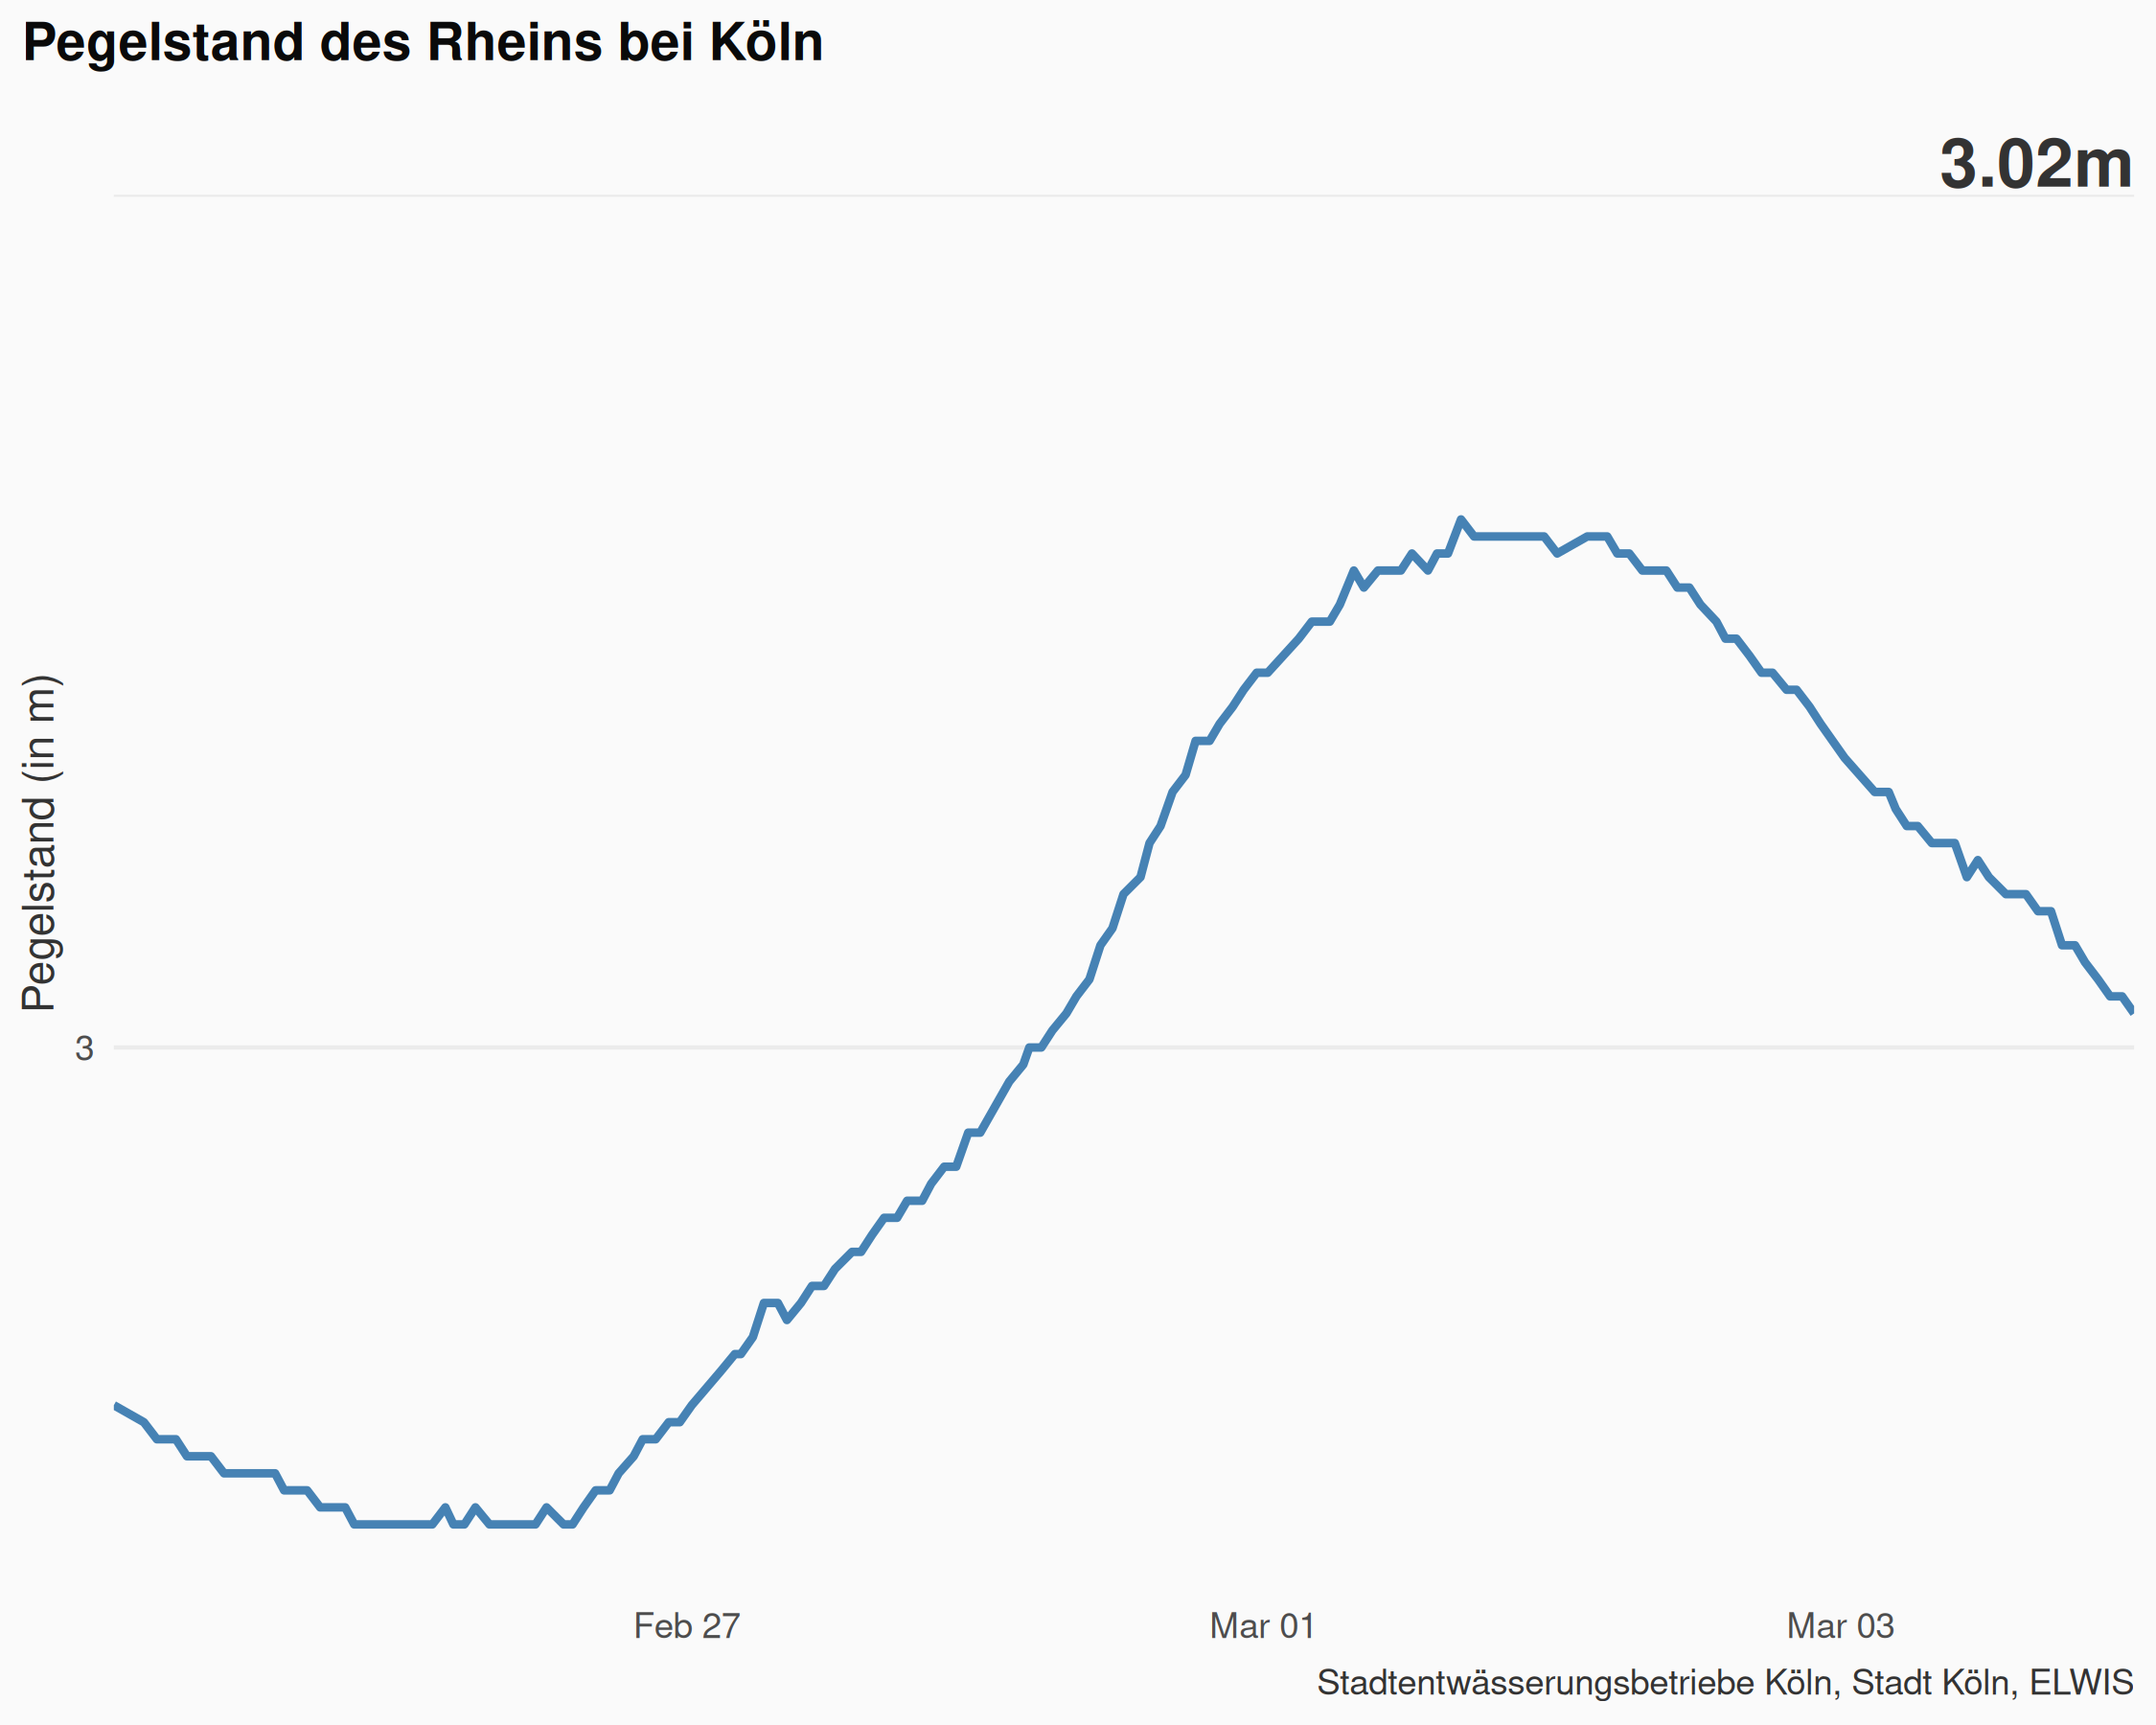 Pegelstand des Rheins bei Köln
3.02m
Pegelstand (in m)
3
Feb 27
Mar 01
Mar 03
Stadtentwässerungsbetriebe Köln, Stadt Köln, ELWIS